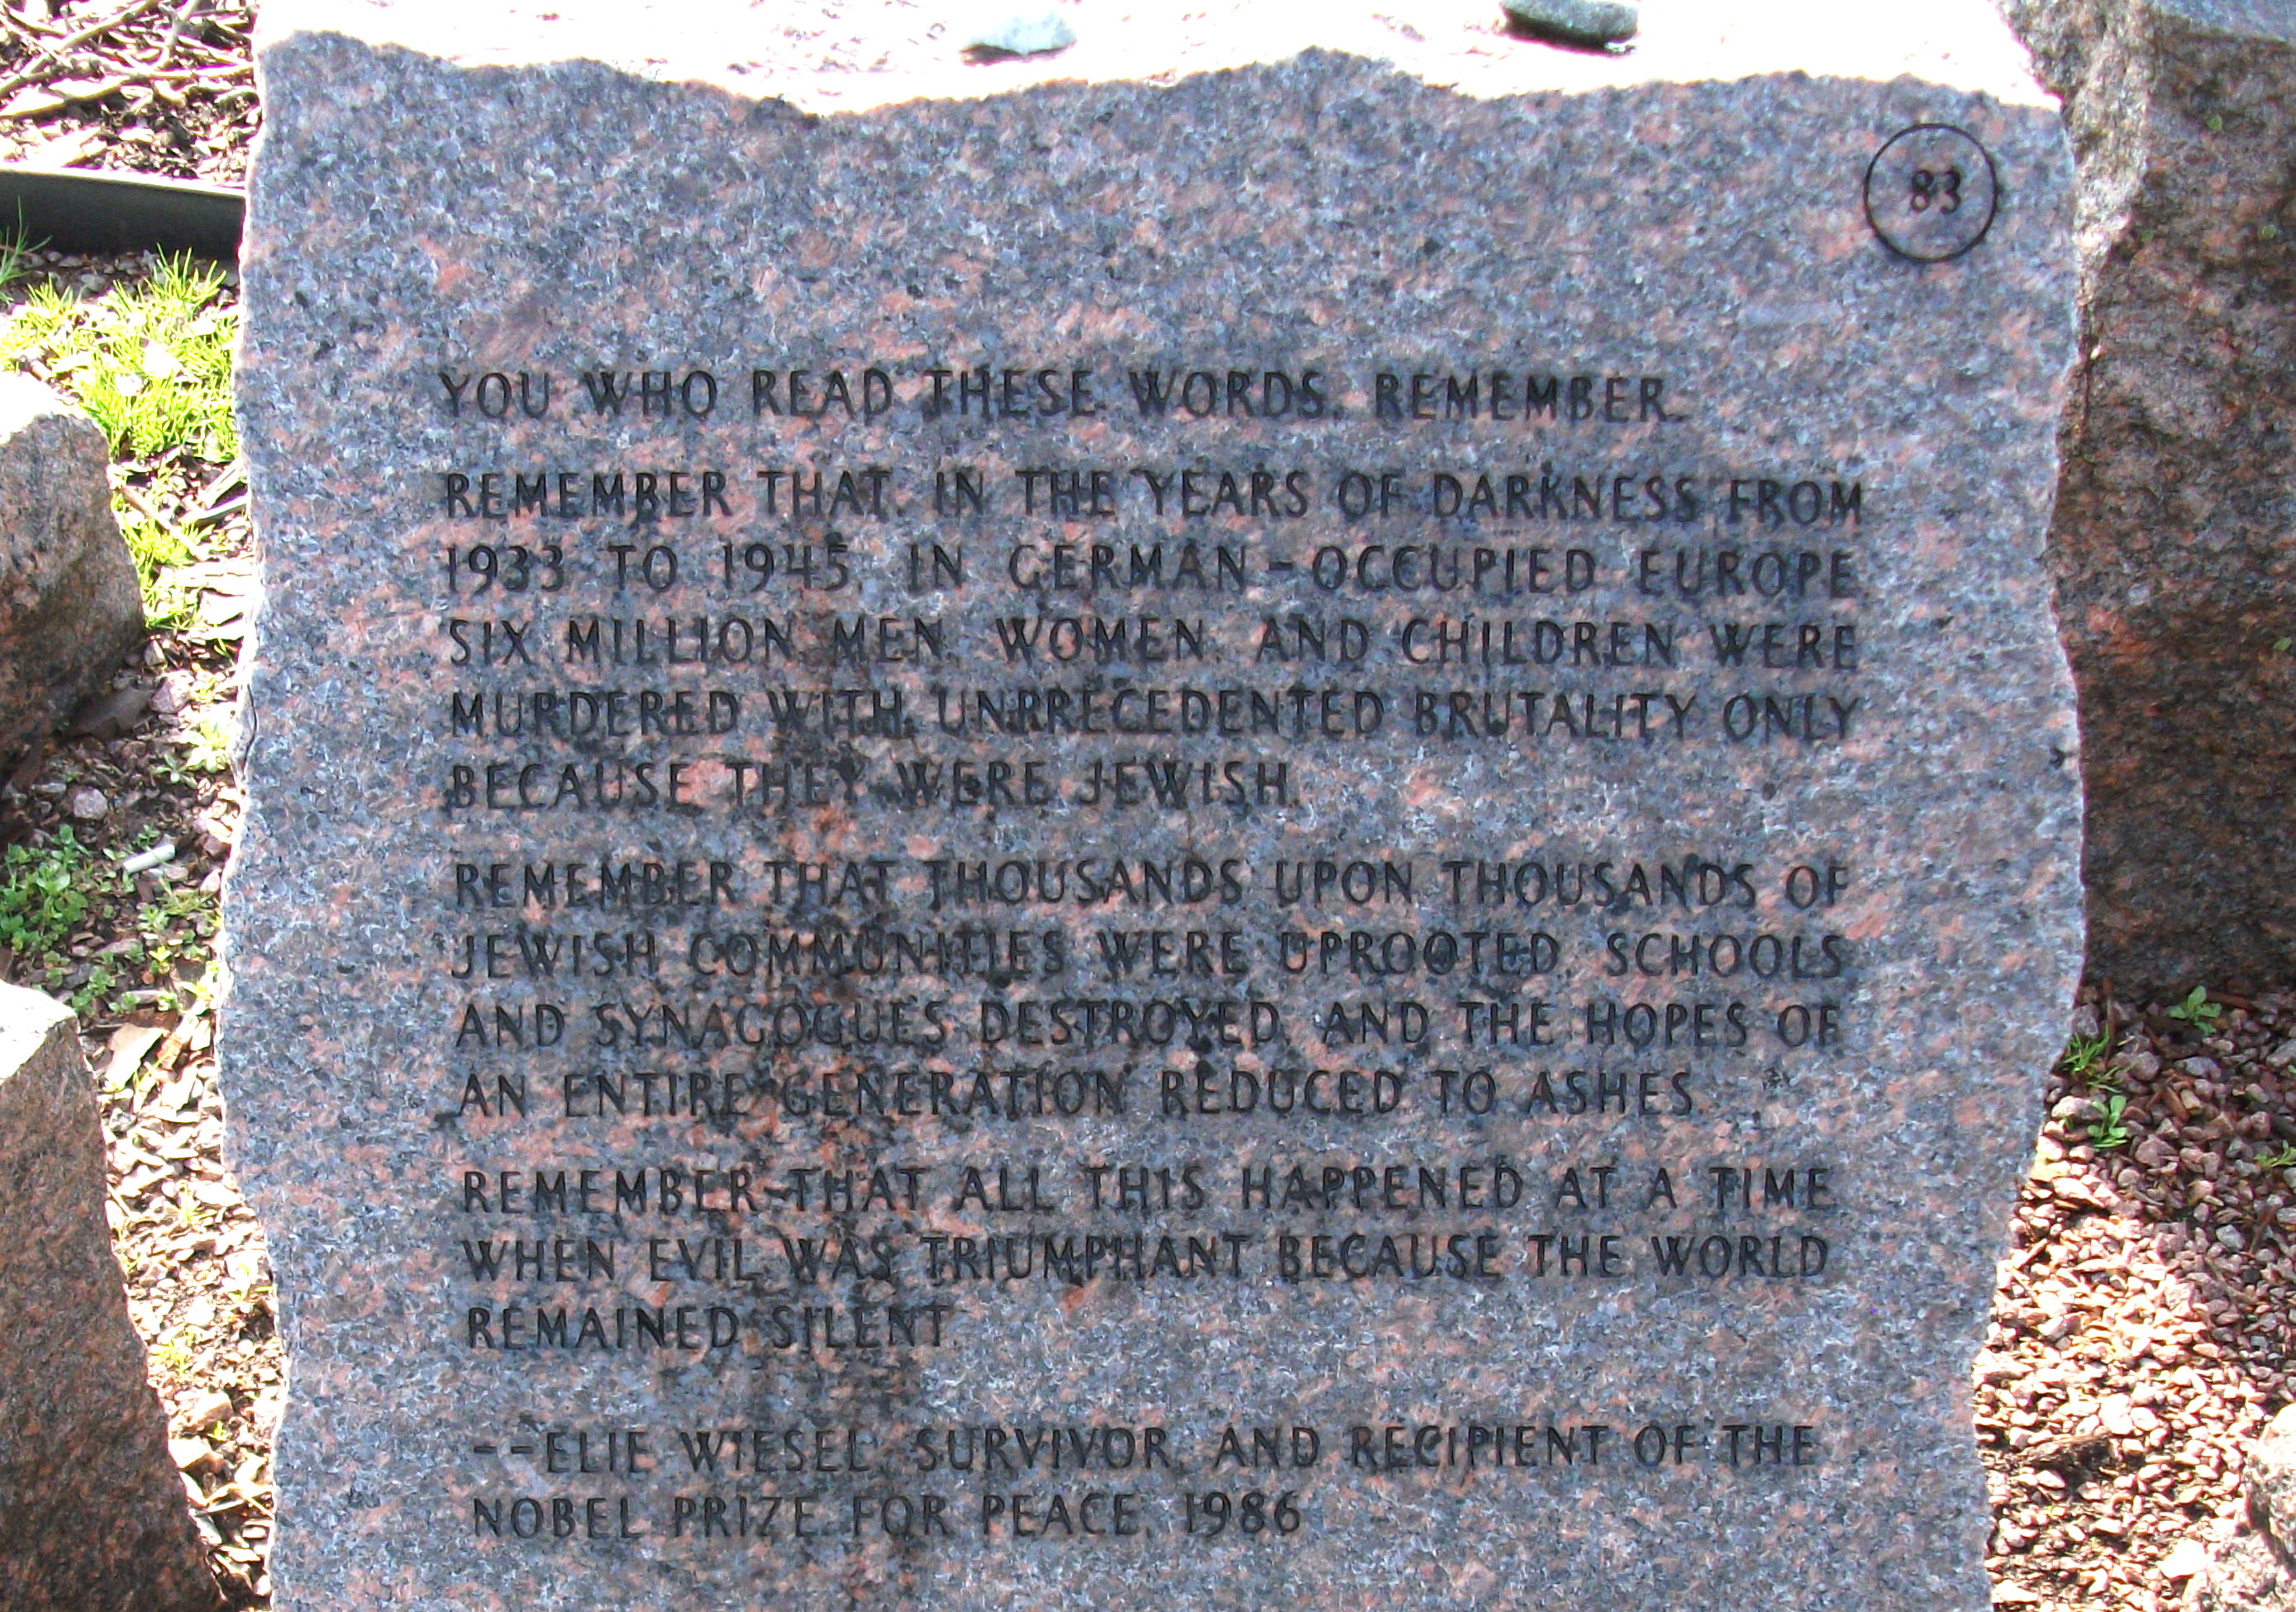 83
YOU WHO READ THESE WORDS, REMEMBER.
REMEMBER THAT, IN THE YEARS OF DARKNESS FROM
1933 TO 1945, IN GERMAN-OCCUPIED EUROPE
SIX MILLION MEN, WOMEN, AND CHILDREN WERE
MURDERED WITH UNPRECEDENTED BRUTALITY ONLY
BECAUSE THEY WERE JEWISH.
REMEMBER THAT THOUSANDS UPON THOUSANDS OF
JEWISH COMMUNITIES WERE UPROOTED, SCHOOLS
AND SYNAGOGUES DESTROYED, AND THE HOPES OF
AN ENTIRE GENERATION REDUCED TO ASHES.
REMEMBER THAT ALL THIS HAPPENED AT A TIME
WHEN EVIL WAS TRIUMPHANT BECAUSE THE WORLD
REMAINED SILENT.
--ELIE WIESEL, SURVIVOR, AND RECIPIENT OF THE
NOBEL PRIZE FOR PEACE, 1986